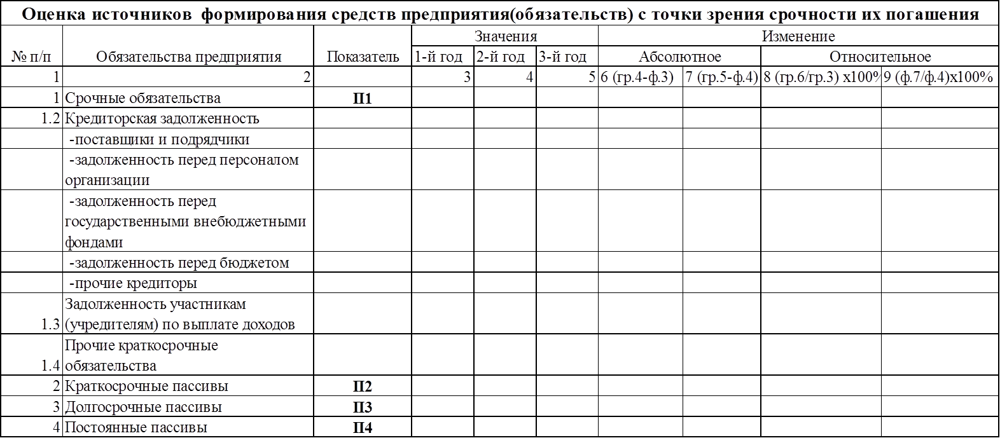 Оценка источников  формирования средств предприятия(обязательств) с точки зрения срочности их погашения
Значения Изменение
№ п/п Обязательства предприятия Показатель 1-й год 2-й год 3-й год Абсолютное Относительное
1 2 3 4 5 6 (гр.4-ф.3) 7 (гр.5-ф.4) 8 (гр.6/гр.3) х100% 9 (ф.7/ф.4)х100%
1 Срочные обязательства П1
1.2 Кредиторская задолженность
-поставщики и подрядчики
-задолженность перед персоналом
организации
-задолженность перед
государственными внебюджетными
фондами
-задолженность перед бюджетом
-прочие кредиторы
Задолженность участникам
1.3 (учредителям) по выплате доходов
Прочие краткосрочные
1.4 обязательства
2 Краткосрочные пассивы П2
3 Долгосрочные пассивы П3
4 Постоянные пассивы П4